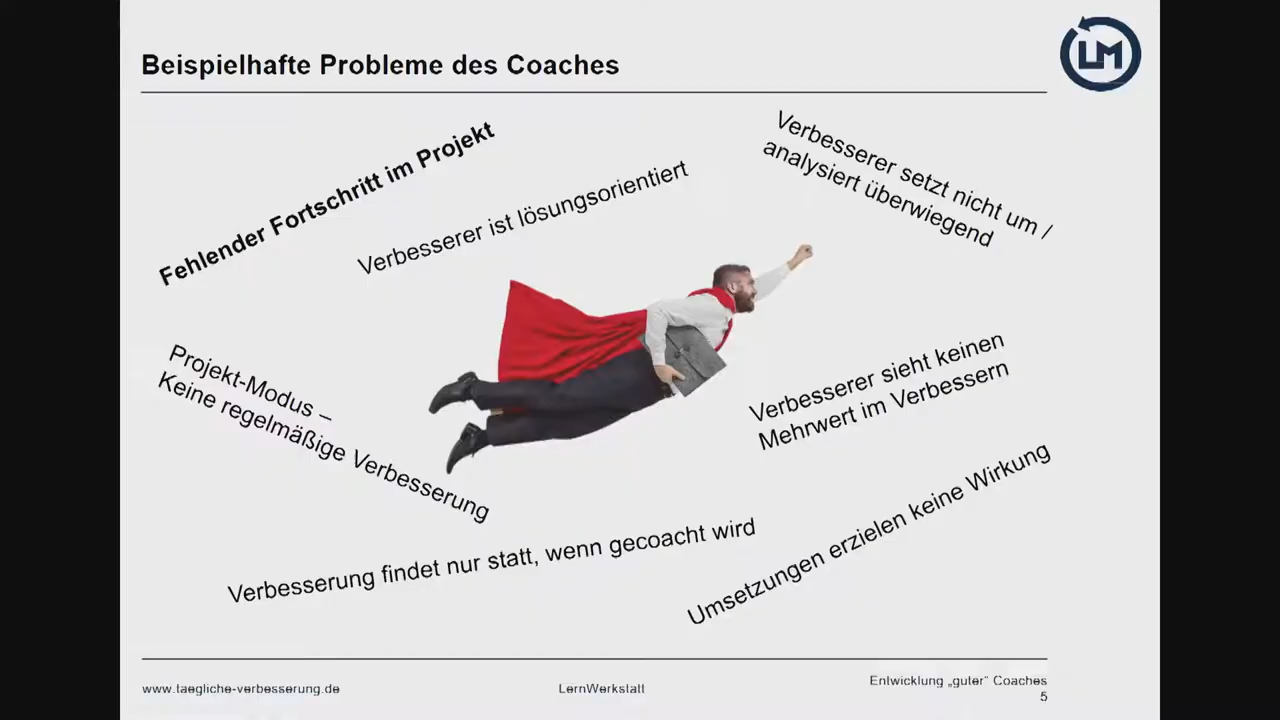 Beispielhafte Probleme des Coaches
LM
Fehlender Fortschritt im Projekt
Verbesserer ist lösungsorientiert
Verbesserer setzt nicht um /
analysiert überwiegend
Projekt-Modus –
Keine regelmäßige Verbesserung
Verbesserer sieht keinen
Mehrwert im Verbessern
Verbesserung findet nur statt, wenn gecoacht wird
Umsetzungen erzielen keine Wirkung
www.taegliche-verbesserung.de
LernWerkstatt
Entwicklung „guter“ Coaches
5